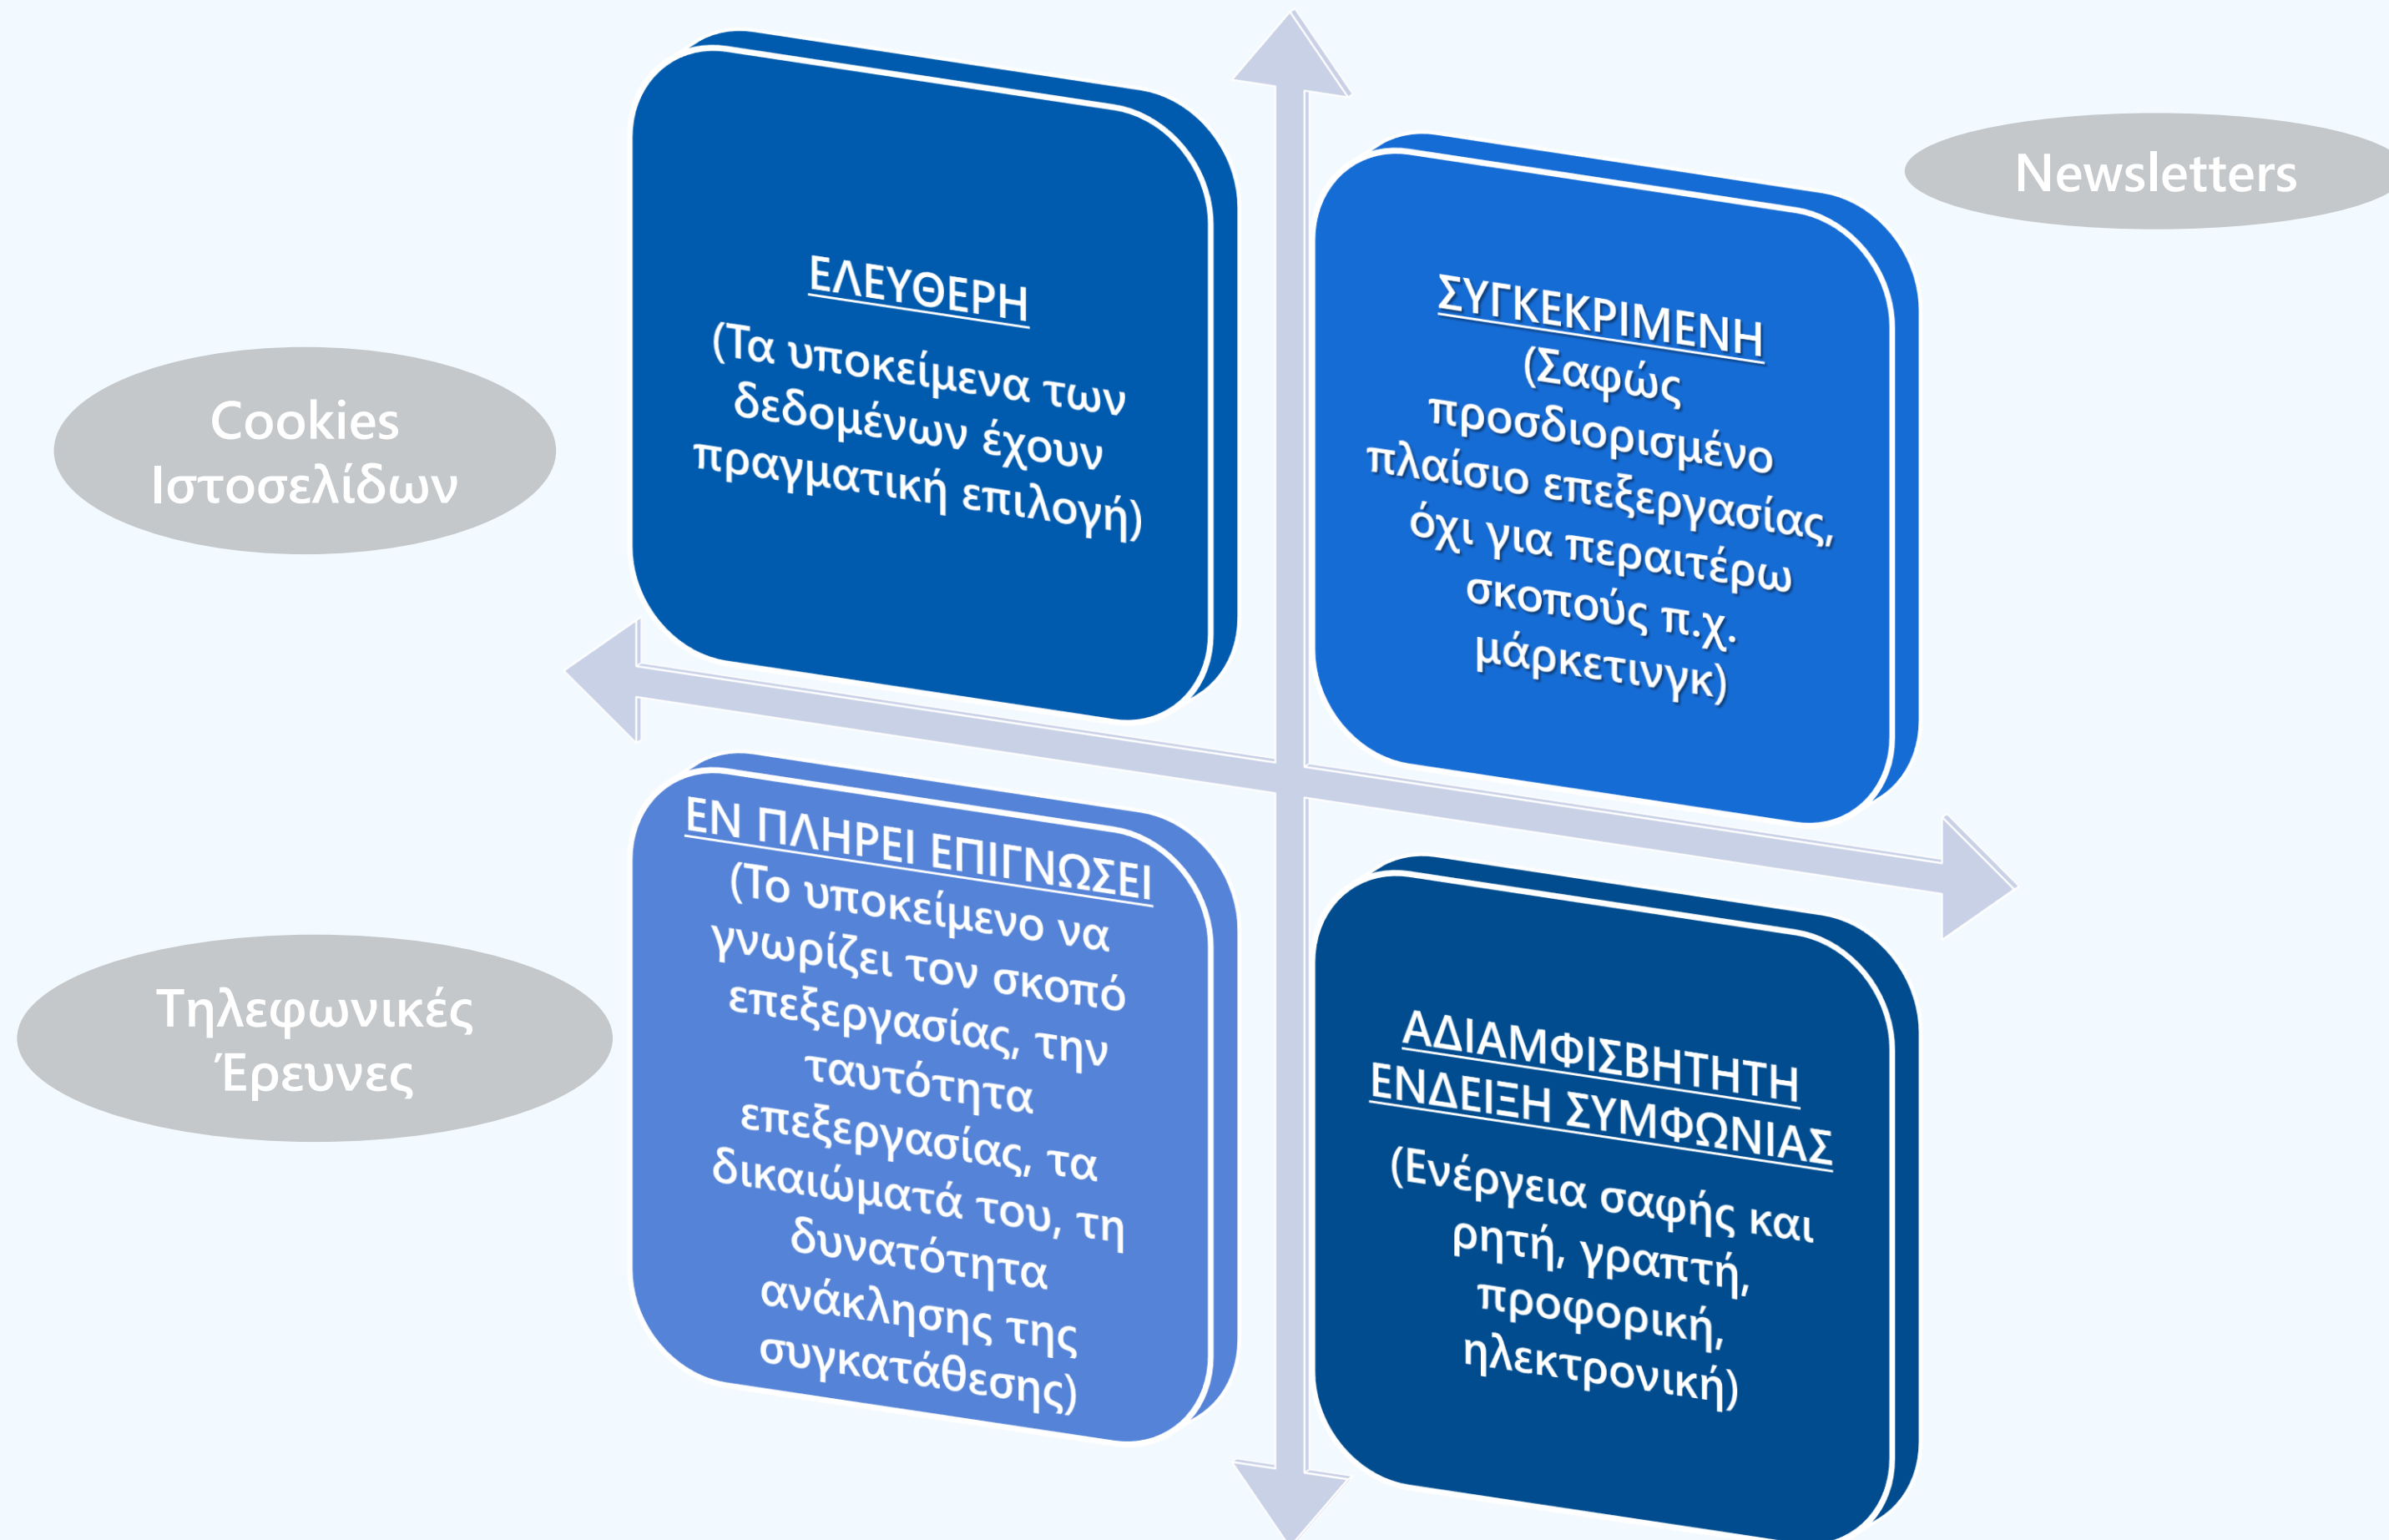 ΕΛΕΥΘΕΡΗ
(Τα υποκείμενα των
δεδομένων έχουν
πραγματική επιλογή)
ΣΥΓΚΕΚΡΙΜΕΝΗ
(Σαφώς
προσδιορισμένο
πλαίσιο επεξεργασίας,
όχι για περαιτέρω
σκοπούς π.χ.
μάρκετινγκ)
Newsletters
Cookies
Ιστοσελίδων
ΕΝ ΠΛΗΡΕΙ ΕΠΙΓΝΩΣΕΙ
(Το υποκείμενο να
γνωρίζει τον σκοπό
επεξεργασίας, την
ταυτότητα
επεξεργασίας, τα
δικαιώματά του, τη
δυνατότητα
ανάκλησης της
συγκατάθεσης)
ΑΔΙΑΜΦΙΣΒΗΤΗΤΗ
ΕΝΔΕΙΞΗ ΣΥΜΦΩΝΙΑΣ
(Ενέργεια σαφής και
ρητή, γραπτή,
προφορική,
ηλεκτρονική)
Τηλεφωνικές
Έρευνες